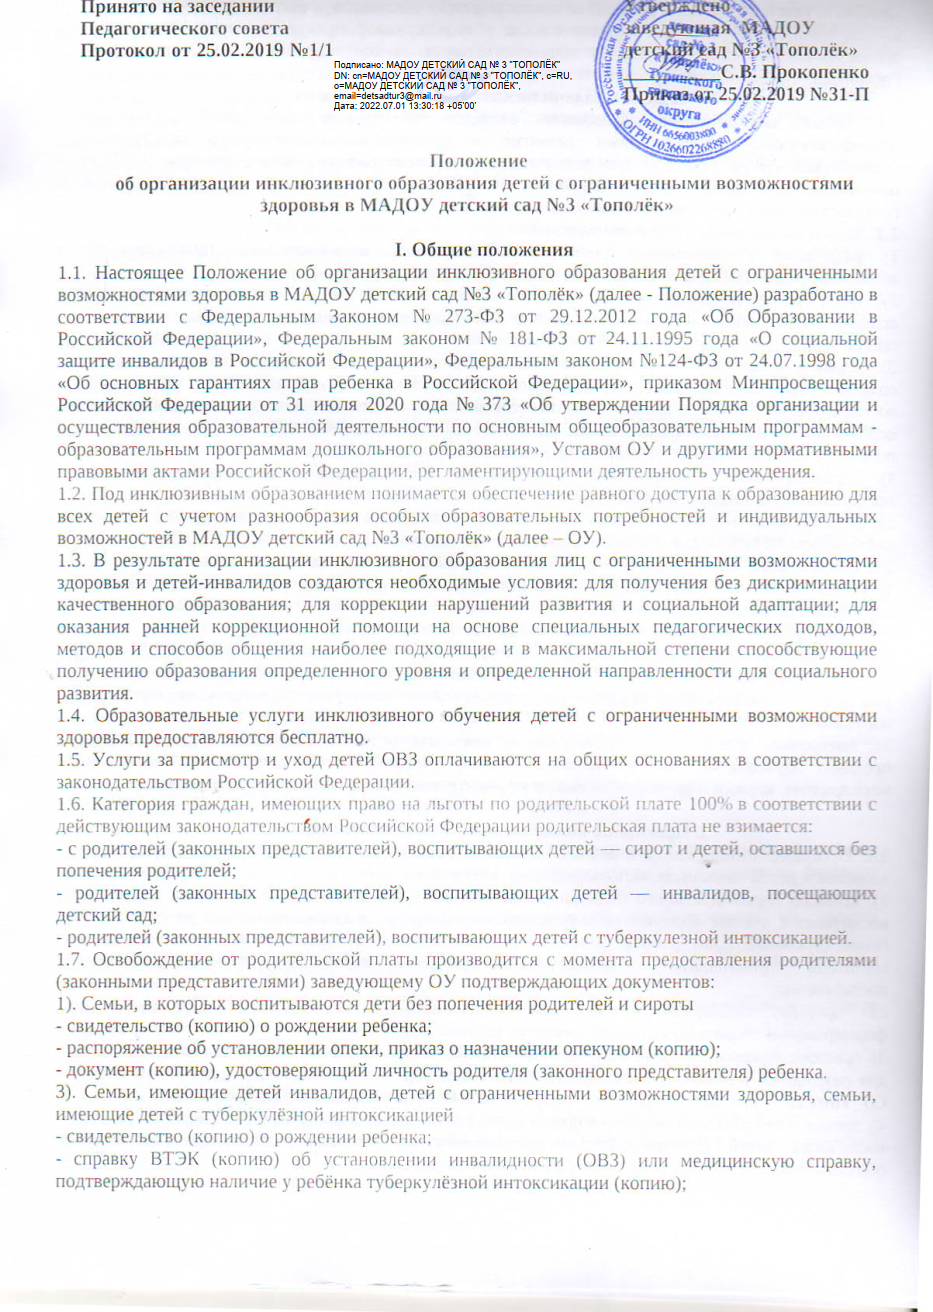 Принято на заседании
Педагогического совета
Протокол от 25.02.2019 №1/1
Утверждено
заведующая МАДОУ
детский сад №3 «Тополёк»
__________С.В. Прокопенко
Приказ от 25.02.2019 №31-П
Подписано: МАДОУ ДЕТСКИЙ САД № 3 "ТОПОЛЁК"
DN: cn=МАДОУ ДЕТСКИЙ САД № 3 "ТОПОЛЁК", c=RU,
o=МАДОУ ДЕТСКИЙ САД № 3 "ТОПОЛЁК",
email=detsadtur3@mail.ru
Дата: 2022.07.01 13:30:18 +05'00'
«Тополёк»
Туринского
городского
округа
ИНН 6656003800
ОГРН 1026602268880
Положение
об организации инклюзивного образования детей с ограниченными возможностями
здоровья в МАДОУ детский сад №3 «Тополёк»
I. Общие положения
1.1. Настоящее Положение об организации инклюзивного образования детей с ограниченными
возможностями здоровья в МАДОУ детский сад №3 «Тополёк» (далее - Положение) разработано в
соответствии с Федеральным Законом № 273-ФЗ от 29.12.2012 года «Об Образовании в
Российской Федерации», Федеральным законом № 181-ФЗ от 24.11.1995 года «О социальной
защите инвалидов в Российской Федерации», Федеральным законом №124-ФЗ от 24.07.1998 года
«Об основных гарантиях прав ребенка в Российской Федерации», приказом Минпросвещения
Российской Федерации от 31 июля 2020 года № 373 «Об утверждении Порядка организации и
осуществления образовательной деятельности по основным общеобразовательным программам -
образовательным программам дошкольного образования», Уставом ОУ и другими нормативными
правовыми актами Российской Федерации, регламентирующими деятельность учреждения.
1.2. Под инклюзивным образованием понимается обеспечение равного доступа к образованию для
всех детей с учетом разнообразия особых образовательных потребностей и индивидуальных
возможностей в МАДОУ детский сад №3 «Тополёк» (далее – ОУ).
1.3. В результате организации инклюзивного образования лиц с ограниченными возможностями
здоровья и детей-инвалидов создаются необходимые условия: для получения без дискриминации
качественного образования; для коррекции нарушений развития и социальной адаптации; для
оказания ранней коррекционной помощи на основе специальных педагогических подходов,
методов и способов общения наиболее подходящие и в максимальной степени способствующие
получению образования определенного уровня и определенной направленности для социального
развития.
1.4. Образовательные услуги инклюзивного обучения детей с ограниченными возможностями
здоровья предоставляются бесплатно.
1.5. Услуги за присмотр и уход детей ОВЗ оплачиваются на общих основаниях в соответствии с
законодательством Российской Федерации.
1.6. Категория граждан, имеющих право на льготы по родительской плате 100% в соответствии с
действующим законодательством Российской Федерации родительская плата не взимается:
- с родителей (законных представителей), воспитывающих детей — сирот и детей, оставшихся без
попечения родителей;
- родителей (законных представителей), воспитывающих детей — инвалидов, посещающих
детский сад;
- родителей (законных представителей), воспитывающих детей с туберкулезной интоксикацией.
1.7. Освобождение от родительской платы производится с момента предоставления родителями
(законными представителями) заведующему ОУ подтверждающих документов:
1). Семьи, в которых воспитываются дети без попечения родителей и сироты
- свидетельство (копию) о рождении ребенка;
- распоряжение об установлении опеки, приказ о назначении опекуном (копию);
- документ (копию), удостоверяющий личность родителя (законного представителя) ребенка.
3). Семьи, имеющие детей инвалидов, детей с ограниченными возможностями здоровья, семьи,
имеющие детей с туберкулёзной интоксикацией
- свидетельство (копию) о рождении ребенка;
- справку ВТЭК (копию) об установлении инвалидности (ОВЗ) или медицинскую справку,
подтверждающую наличие у ребёнка туберкулёзной интоксикации (копию);